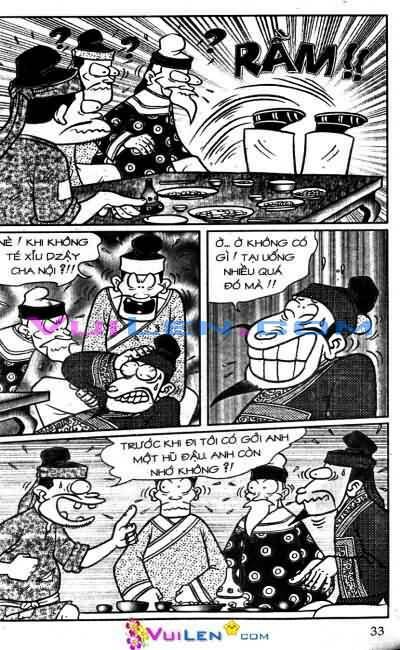 ?
?
?
RẦM!!
NÈ! KHI KHÔNG
TÉ XỈU DZẬY
CHA NỘI?!!
Ờ... Ở KHÔNG CÓ
GÌ! TẠI UỐNG
NHIỀU QUÁ
ĐÓ MÀ!!
VUILEN.COM
TRƯỚC KHI ĐI TÔI CÓ GỞI ANH
MỘT HŨ ĐẬU. ANH CÒN
NHỚ KHÔNG?!
33
VUILEN.COM